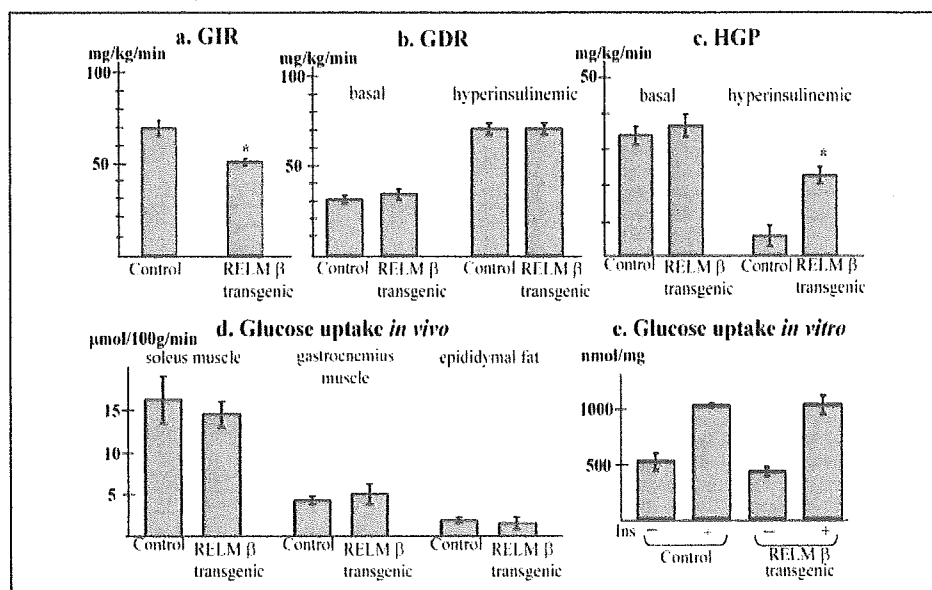 a. GIR
mg/kg/min
100
50
Control
RELM β
transgenic
b. GDR
mg/kg/min
100
50
basal
hyperinsulinemic
Control
RELM β
transgenic
Control
RELM β
transgenic
c. HGP
mg/kg/min
50
basal
hyperinsulinemic
*
Control
RELM β
transgenic
Control
RELM β
transgenic
*
d. Glucose uptake in vivo
μmol/100g/min
soleus muscle
gastrocnemius
muscle
epididymal fat
15
10
5
Control
RELM β
transgenic
Control
RELM β
transgenic
Control
RELM β
transgenic
e. Glucose uptake in vitro
nmol/mg
1000
500
Ins − + − +
Control
RELM β
transgenic